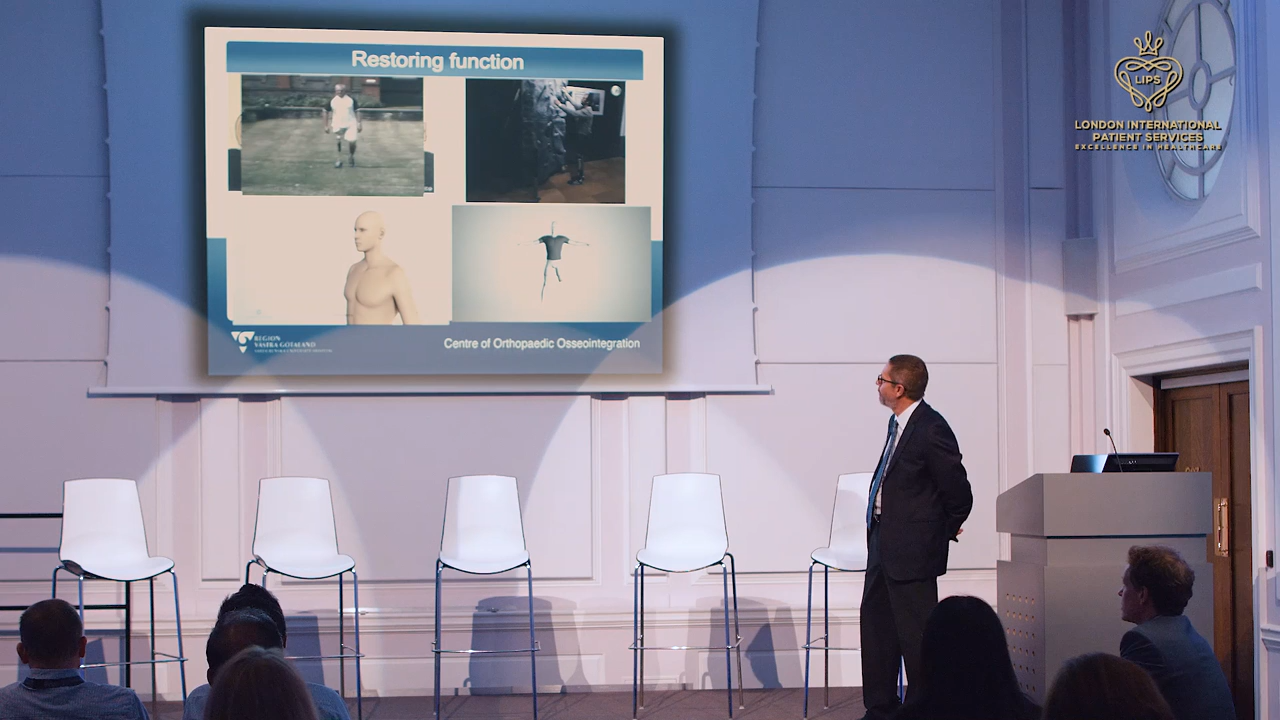 Restoring function
LIPS
LONDON INTERNATIONAL
PATIENT SERVICES
EXCELLENCE IN HEALTHCARE
REGION
VÄSTRA GÖTALAND
Centre of Orthopaedic Osseointegration